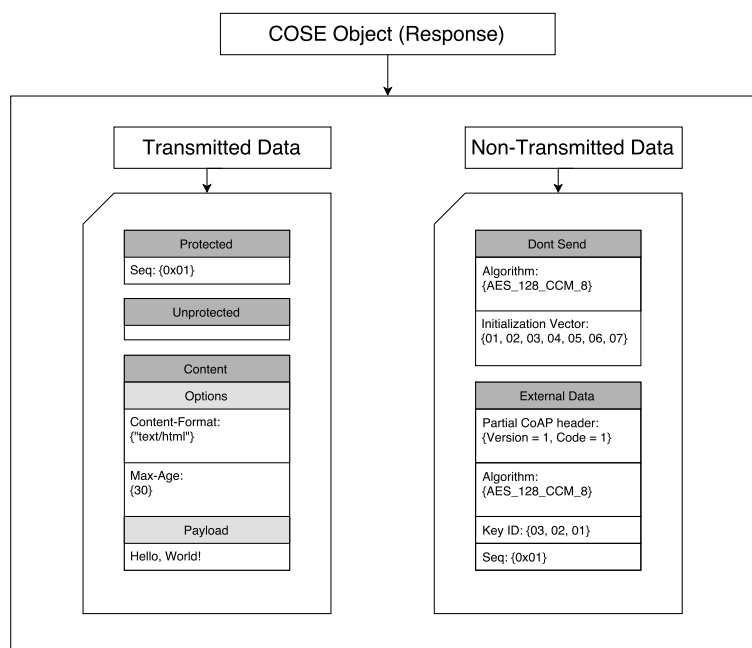 COSE Object (Response)
Transmitted Data
Protected
Seq: {0x01}
Unprotected
Content
Options
Content-Format:
{"text/html"}
Max-Age:
{30}
Payload
Hello, World!
Non-Transmitted Data
Dont Send
Algorithm:
{AES_128_CCM_8}
Initialization Vector:
{01, 02, 03, 04, 05, 06, 07}
External Data
Partial CoAP header:
{Version = 1, Code = 1}
Algorithm:
{AES_128_CCM_8}
Key ID: {03, 02, 01}
Seq: {0x01}